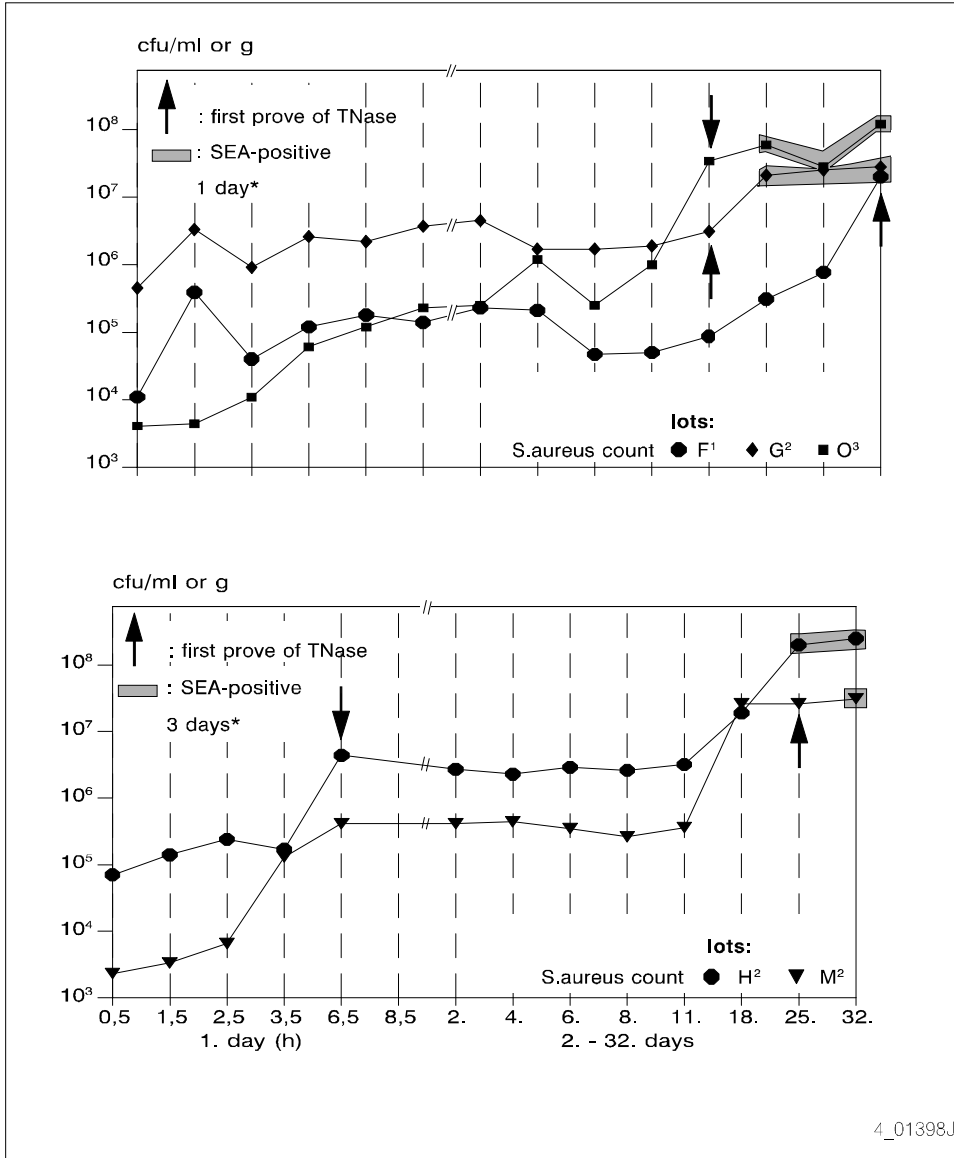 cfu/ml or g
//
: first prove of TNase
10⁸
: SEA-positive
10⁷
1 day*
10⁶
10⁵
//
10⁴
lots:
S.aureus count F¹ G² O³
10³
cfu/ml or g
//
: first prove of TNase
10⁸
: SEA-positive
3 days*
10⁷
10⁶
//
//
10⁵
10⁴
lots:
S.aureus count H² M²
10³
0,5 1,5 2,5 3,5 6,5 8,5 2. 4. 6. 8. 11. 18. 25. 32.
1. day (h) 2. - 32. days
4_01398J